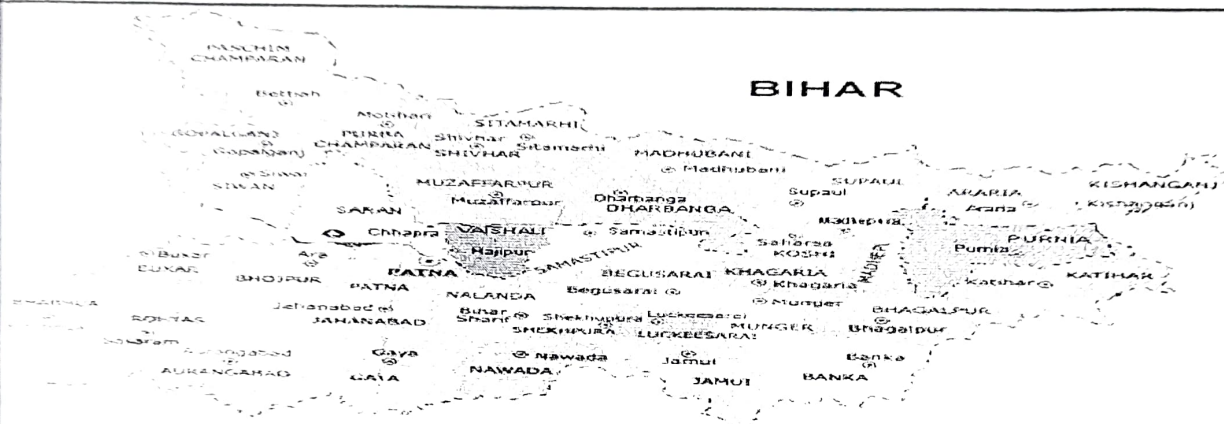 PASCHIM
CHAMPARAN
BIHAR
Bettiah
Motihari
SITAMARHI
GOPALGANJ
PURBA
CHAMPARAN
Shivhar
Sitamarhi
Gopalganj
SHIVHAR
MADHUBANI
Siwan
SIWAN
Madhubani
MUZAFFARPUR
Muzaffarpur
SUPAUL
Supaul
ARARIA
Araria
KISHANGANJ
Kishanganj
Dharbanga
DHARBANGA
SARAN
Chhapra
VAISHALI
Hajipur
Samastipur
SAMASTIPUR
Madhepura
Saharsa
KOSHI
PURNIA
Purnia
Buxar
BUXAR
Ara
BHOJPUR
PATNA
PATNA
BEGUSARAI
Begusarai
KHAGARIA
Khagaria
KATIHAR
Katihar
NALANDA
Jehanabad
JAHANABAD
Bihar
Sharif
Shekhpura
SHEKHPURA
Luckeesarai
LUCKEESARAI
Munger
MUNGER
BHAGALPUR
Bhagalpur
ROHTAS
Aurangabad
AURANGABAD
Gaya
GAYA
Nawada
NAWADA
Jamui
JAMUI
Banka
BANKA